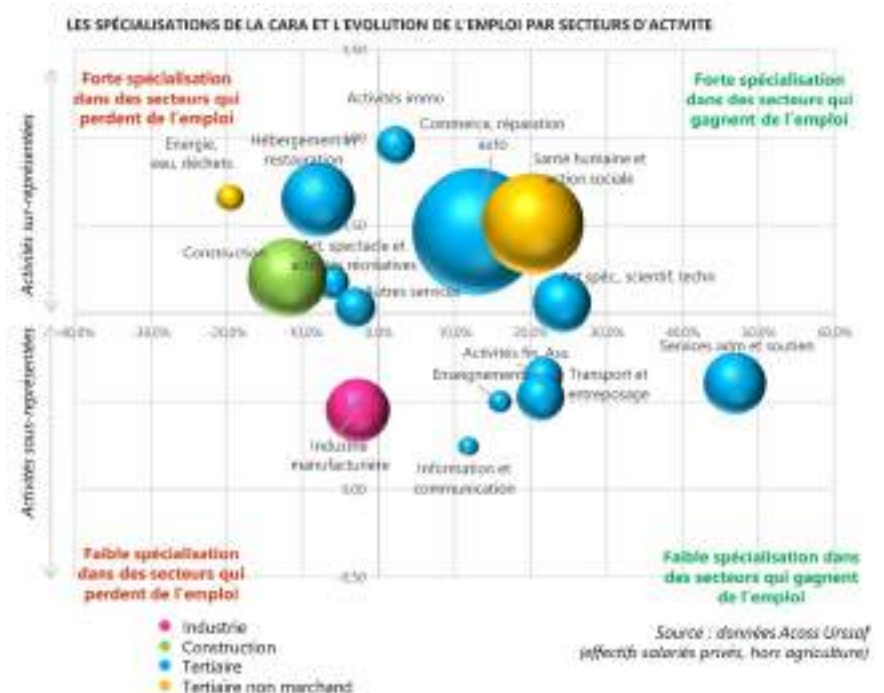 LES SPÉCIALISATIONS DE LA CARA ET L'EVOLUTION DE L'EMPLOI PAR SECTEURS D'ACTIVITE
Forte spécialisation
dans des secteurs qui
perdent de l'emploi
Forte spécialisation
dans des secteurs qui
gagnent de l'emploi
Activités sur-représentées
Activités immo
Commerce, réparation
auto
Energie,
eau, déchets
Hébergement et
restauration
Santé humaine et
action sociale
Construction
Art, spectacle et
activités récréatives
Autres services
Act spéc, scientif, techn
-40,0%
-30,0%
-20,0%
-10,0%
0,0%
10,0%
20,0%
30,0%
40,0%
50,0%
60,0%
Activités sous-représentées
Activités fin, Ass
Services adm et soutien
Enseignement
Transport et
entreposage
Industrie
manufacturière
Information et
communication
0,00
-0,50
Faible spécialisation
dans des secteurs qui
perdent de l'emploi
Faible spécialisation dans
des secteurs qui gagnent
de l'emploi
Industrie
Construction
Tertiaire
Tertiaire non marchand
Source : données Acoss Urssaf
(effectifs salariés privés, hors agriculture)